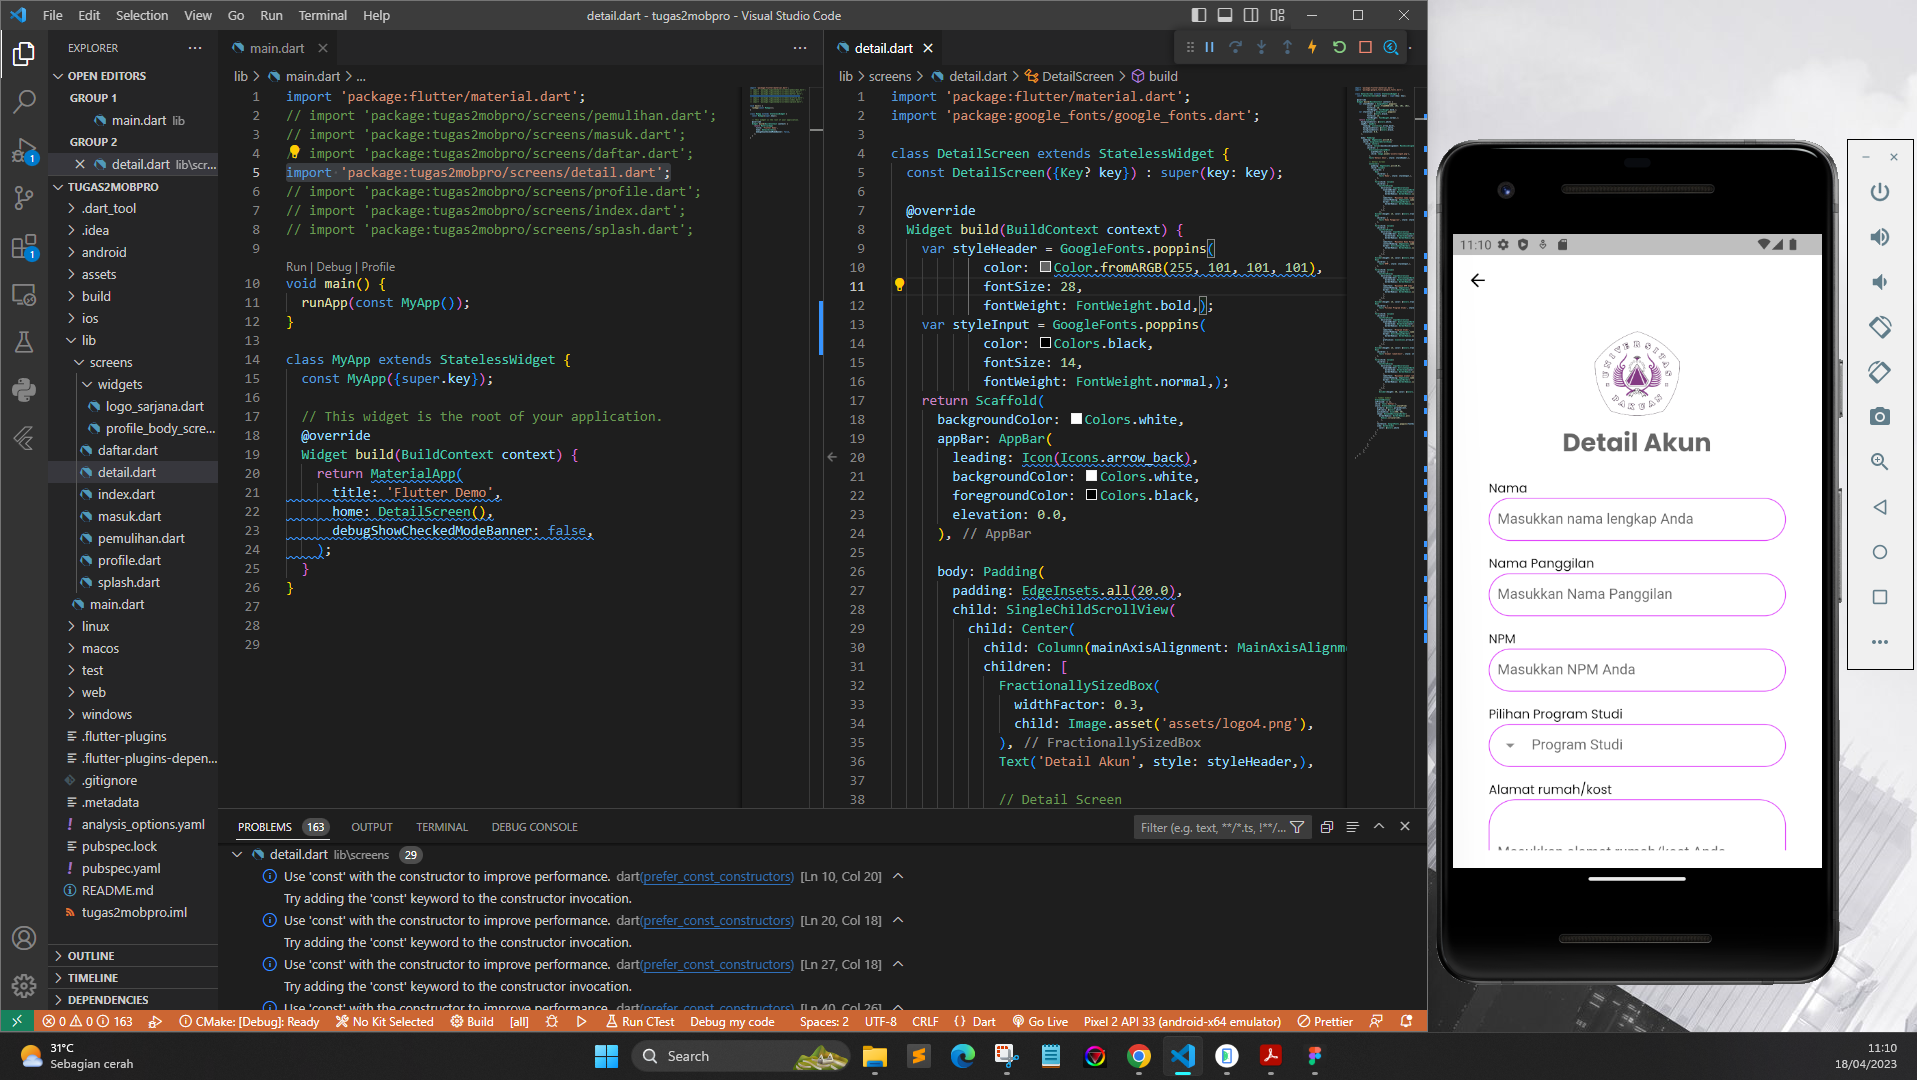 File Edit Selection View Go Run Terminal Help
detail.dart - tugas2mobpro - Visual Studio Code
EXPLORER
OPEN EDITORS
GROUP 1
main.dart lib
GROUP 2
detail.dart lib\scr...
TUGAS2MOBPRO
.dart_tool
.idea
android
assets
build
ios
lib
screens
widgets
logo_sarjana.dart
profile_body_scre...
daftar.dart
detail.dart
index.dart
masuk.dart
pemulihan.dart
profile.dart
splash.dart
main.dart
linux
macos
test
web
windows
.flutter-plugins
.flutter-plugins-depen...
.gitignore
.metadata
analysis_options.yaml
pubspec.lock
pubspec.yaml
README.md
tugas2mobpro.iml
OUTLINE
TIMELINE
DEPENDENCIES
main.dart
lib > main.dart > ...
1 import 'package:flutter/material.dart';
2 // import 'package:tugas2mobpro/screens/pemulihan.dart';
3 // import 'package:tugas2mobpro/screens/masuk.dart';
4 // import 'package:tugas2mobpro/screens/daftar.dart';
5 import 'package:tugas2mobpro/screens/detail.dart';
6 // import 'package:tugas2mobpro/screens/profile.dart';
7 // import 'package:tugas2mobpro/screens/index.dart';
8 // import 'package:tugas2mobpro/screens/splash.dart';
9
Run | Debug | Profile
10 void main() {
11 runApp(const MyApp());
12 }
13
14 class MyApp extends StatelessWidget {
15 const MyApp({super.key});
16
17 // This widget is the root of your application.
18 @override
19 Widget build(BuildContext context) {
20 return MaterialApp(
21 title: 'Flutter Demo',
22 home: DetailScreen(),
23 debugShowCheckedModeBanner: false,
24 );
25 }
26 }
27
28
29
detail.dart
lib > screens > detail.dart > DetailScreen > build
1 import 'package:flutter/material.dart';
2 import 'package:google_fonts/google_fonts.dart';
3
4 class DetailScreen extends StatelessWidget {
5 const DetailScreen({Key? key}) : super(key: key);
6
7 @override
8 Widget build(BuildContext context) {
9 var styleHeader = GoogleFonts.poppins(
10 color: Color.fromARGB(255, 101, 101, 101),
11 fontSize: 28,
12 fontWeight: FontWeight.bold,);
13 var styleInput = GoogleFonts.poppins(
14 color: Colors.black,
15 fontSize: 14,
16 fontWeight: FontWeight.normal,);
17 return Scaffold(
18 backgroundColor: Colors.white,
19 appBar: AppBar(
20 leading: Icon(Icons.arrow_back),
21 backgroundColor: Colors.white,
22 foregroundColor: Colors.black,
23 elevation: 0.0,
24 ), // AppBar
25
26 body: Padding(
27 padding: EdgeInsets.all(20.0),
28 child: SingleChildScrollView(
29 child: Center(
30 child: Column(mainAxisAlignment: MainAxisAlignm
31 children: [
32 FractionallySizedBox(
33 widthFactor: 0.3,
34 child: Image.asset('assets/logo4.png'),
35 ), // FractionallySizedBox
36 Text('Detail Akun', style: styleHeader,),
37
38 // Detail Screen
PROBLEMS 163 OUTPUT TERMINAL DEBUG CONSOLE
Filter (e.g. text, **/*.ts, !**/...
detail.dart lib\screens 29
Use 'const' with the constructor to improve performance. dart(prefer_const_constructors) [Ln 10, Col 20]
Try adding the 'const' keyword to the constructor invocation.
Use 'const' with the constructor to improve performance. dart(prefer_const_constructors) [Ln 20, Col 18]
Try adding the 'const' keyword to the constructor invocation.
Use 'const' with the constructor to improve performance. dart(prefer_const_constructors) [Ln 27, Col 18]
Try adding the 'const' keyword to the constructor invocation.
Use 'const' with the constructor to improve performance. dart(prefer_const_constructors) [Ln 40, Col 26]
0 0 163 CMake: [Debug]: Ready No Kit Selected Build [all] Run CTest Debug my code Spaces: 2 UTF-8 CRLF {} Dart Go Live Pixel 2 API 33 (android-x64 emulator) Prettier
11:10
UNIVERSITAS PAKUAN
Detail Akun
Nama
Masukkan nama lengkap Anda
Nama Panggilan
Masukkan Nama Panggilan
NPM
Masukkan NPM Anda
Pilihan Program Studi
Program Studi
Alamat rumah/kost
Masukkan alamat rumah/kost Anda
31°C
Sebagian cerah
Search
11:10
18/04/2023